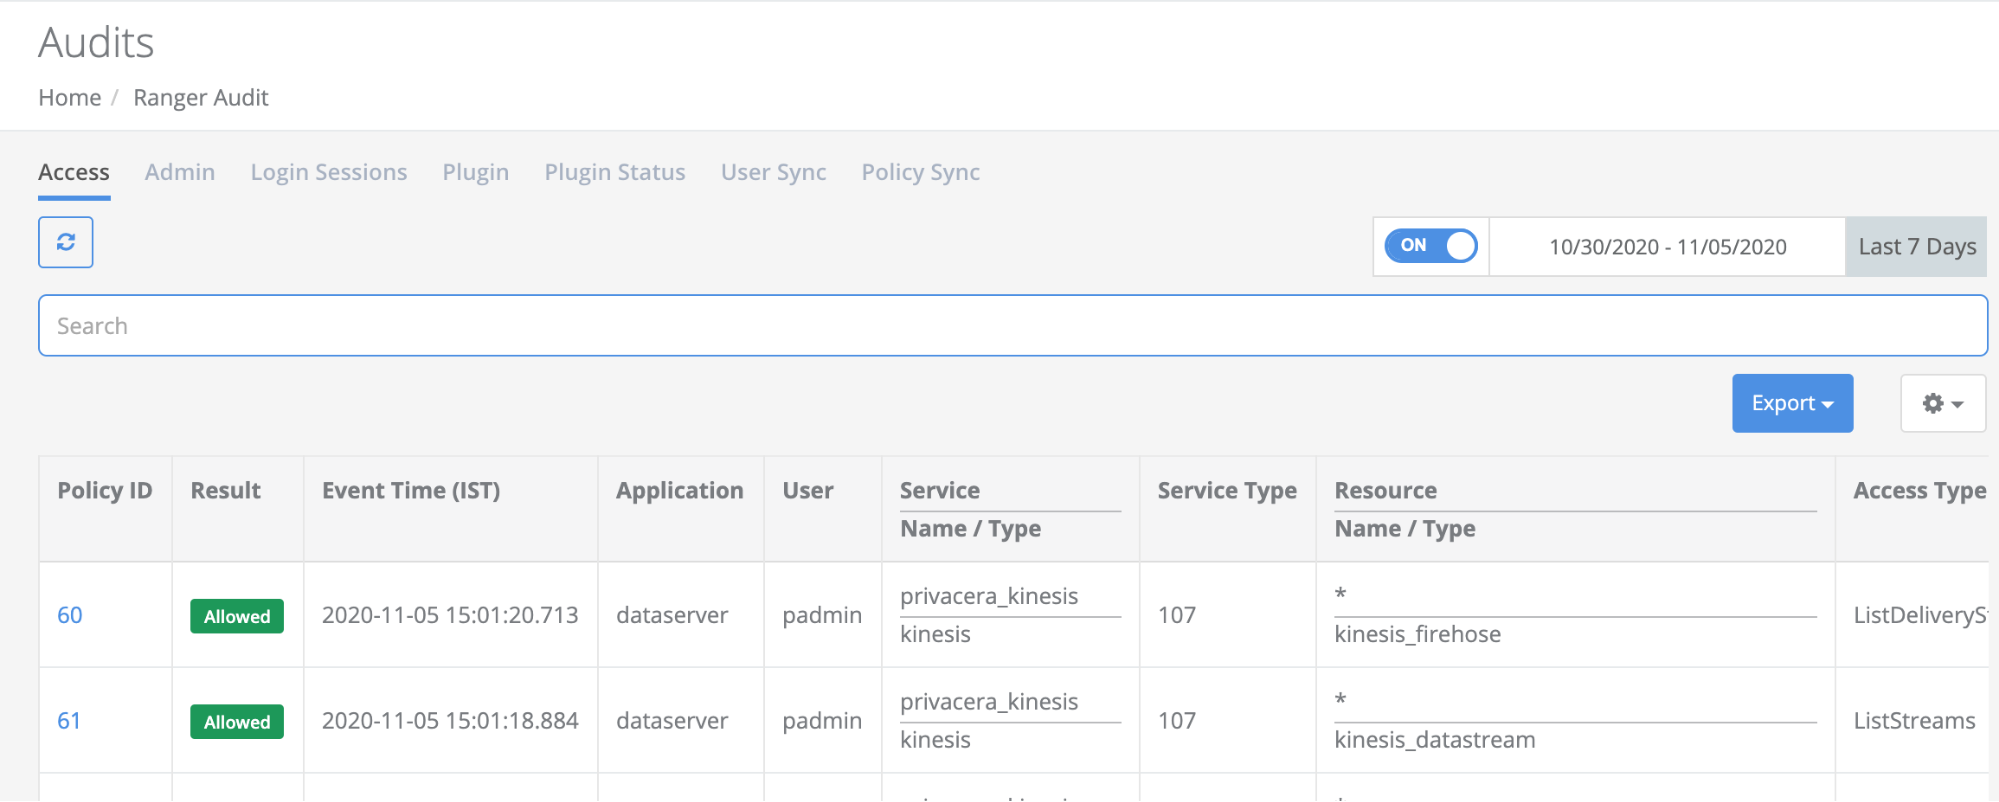 Audits
Home / Ranger Audit
Access Admin Login Sessions Plugin Plugin Status User Sync Policy Sync
ON 10/30/2020 - 11/05/2020 Last 7 Days
Search
Export
Policy ID Result Event Time (IST) Application User Service Service Type Resource Access Type
Name / Type Name / Type
privacera_kinesis *
60 Allowed 2020-11-05 15:01:20.713 dataserver padmin 107 ListDeliverySt
kinesis kinesis_firehose
privacera_kinesis *
61 Allowed 2020-11-05 15:01:18.884 dataserver padmin 107 ListStreams
kinesis kinesis_datastream